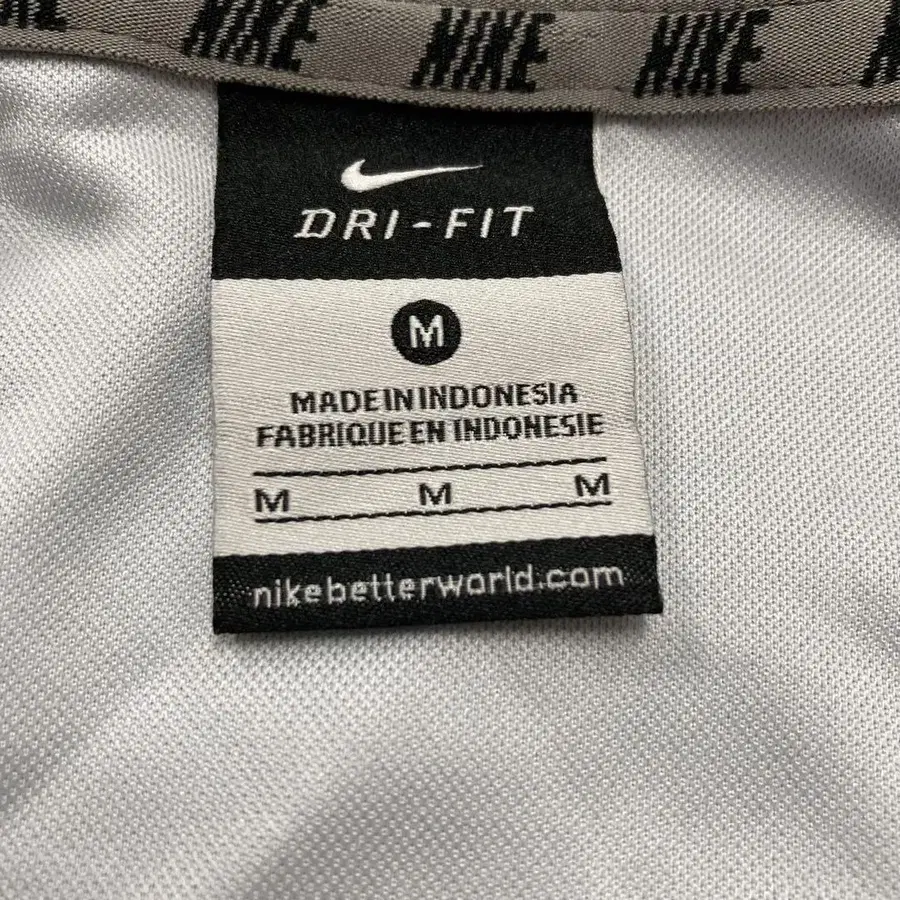 NIKE NIKE NIKE
DRI-FIT
M
MADE IN INDONESIA
FABRIQUE EN INDONESIE
M M M
nikebetterworld.com